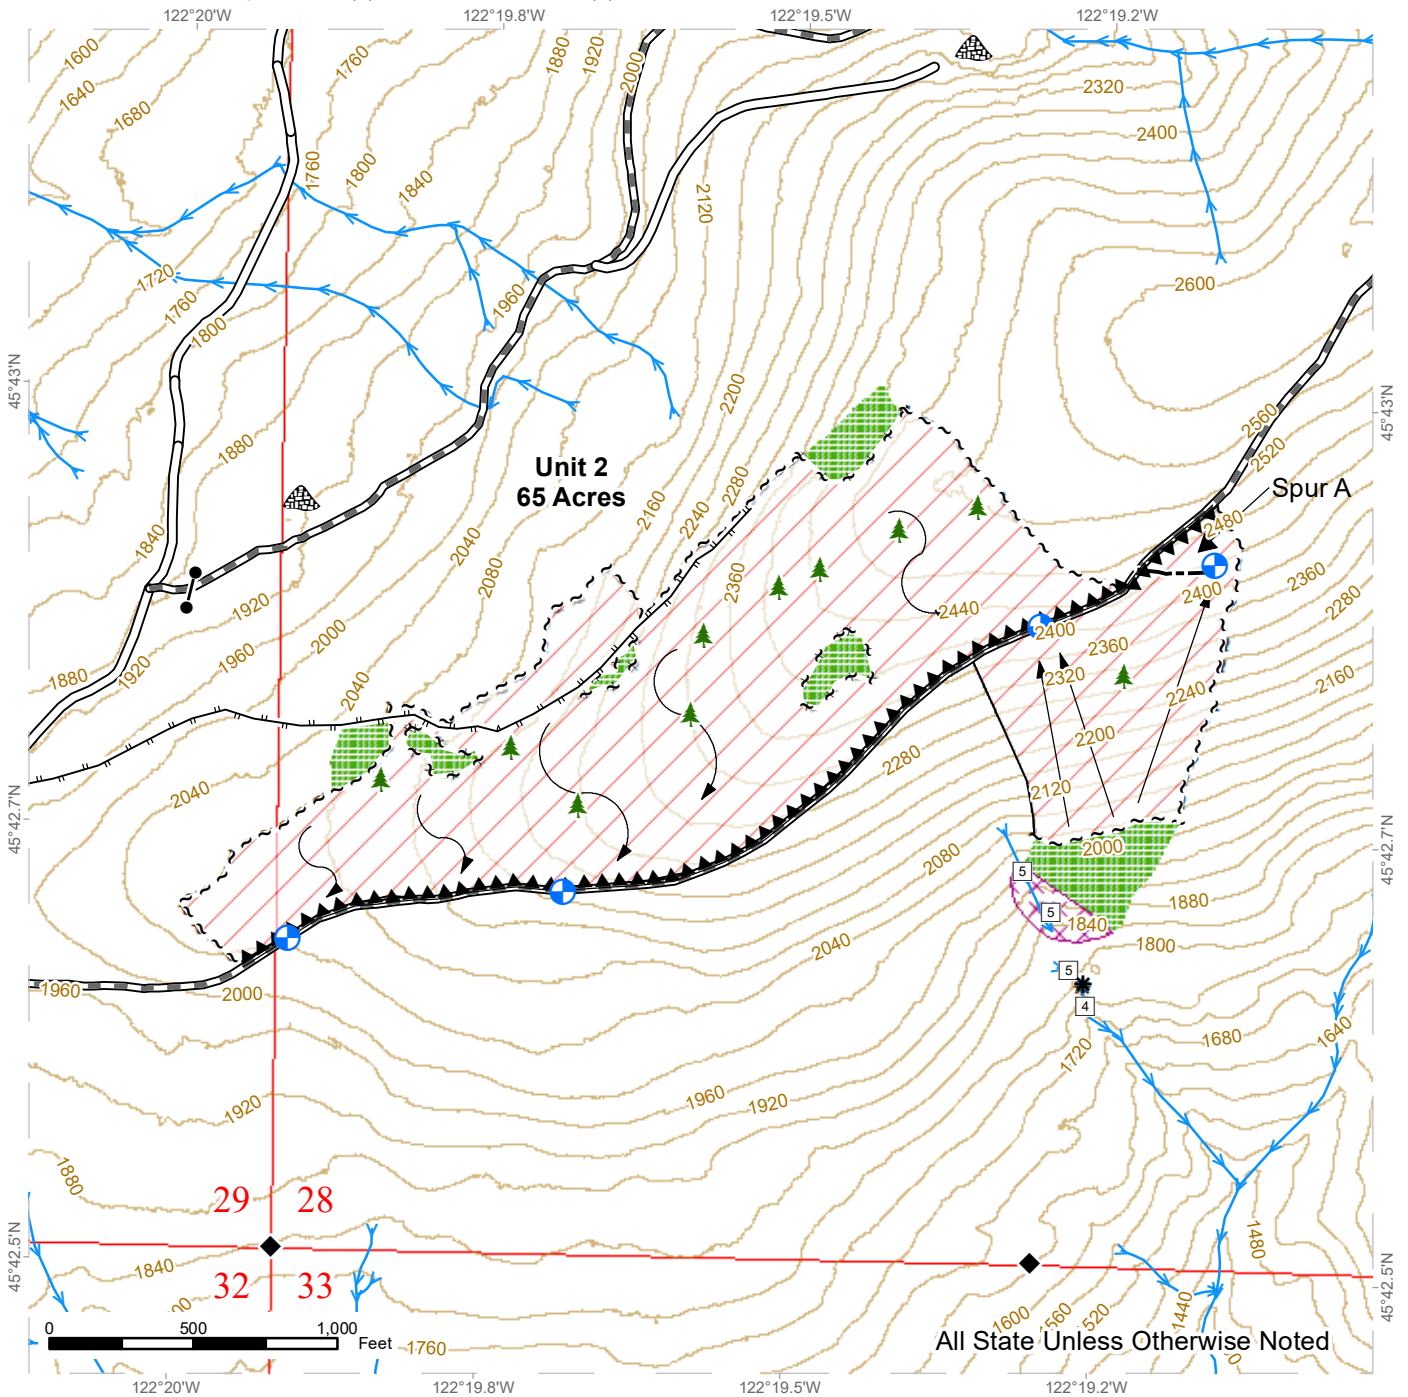 122°20'W 122°19.8'W 122°19.5'W 122°19.2'W
1600 1640 1680 1760 1880 1920 2000 2320 2400
1760 1800 1840 2120
1720 1760 1800 1960 2600
45°43'N 45°43'N
1880 2200 2560 2520
Unit 2
65 Acres
Spur A
1840 2040 2080 2160 2240 2280 2480
1920 1960 2000 2360 2440 2400 2400 2360 2280
1880 1920 2040 2360 2320 2240 2160
2200 2280 2120
45°42.7'N 2040 45°42.7'N
2080 2000
5 5 1880 1840 1800
2040
1960 2000 5 4
1680 1640 1720
1920 1960 1920
1880
29 28
1480
45°42.5'N 1840 45°42.5'N
32 33
1600 1560 1520 1440
0 500 1,000
Feet
1760
All State Unless Otherwise Noted
122°20'W 122°19.8'W 122°19.5'W 122°19.2'W